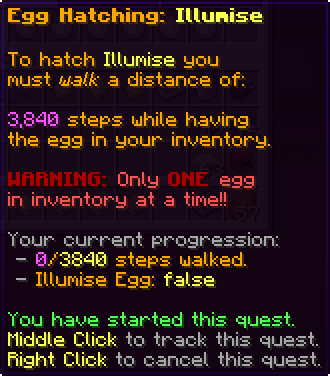 Egg Hatching: Illumise
To hatch Illumise you
must walk a distance of:
3,840 steps while having
the egg in your inventory.
WARNING: Only ONE egg
in inventory at a time!!
Your current progression:
- 0/3840 steps walked.
- Illumise Egg: false
You have started this quest.
Middle Click to track this quest.
Right Click to cancel this quest.